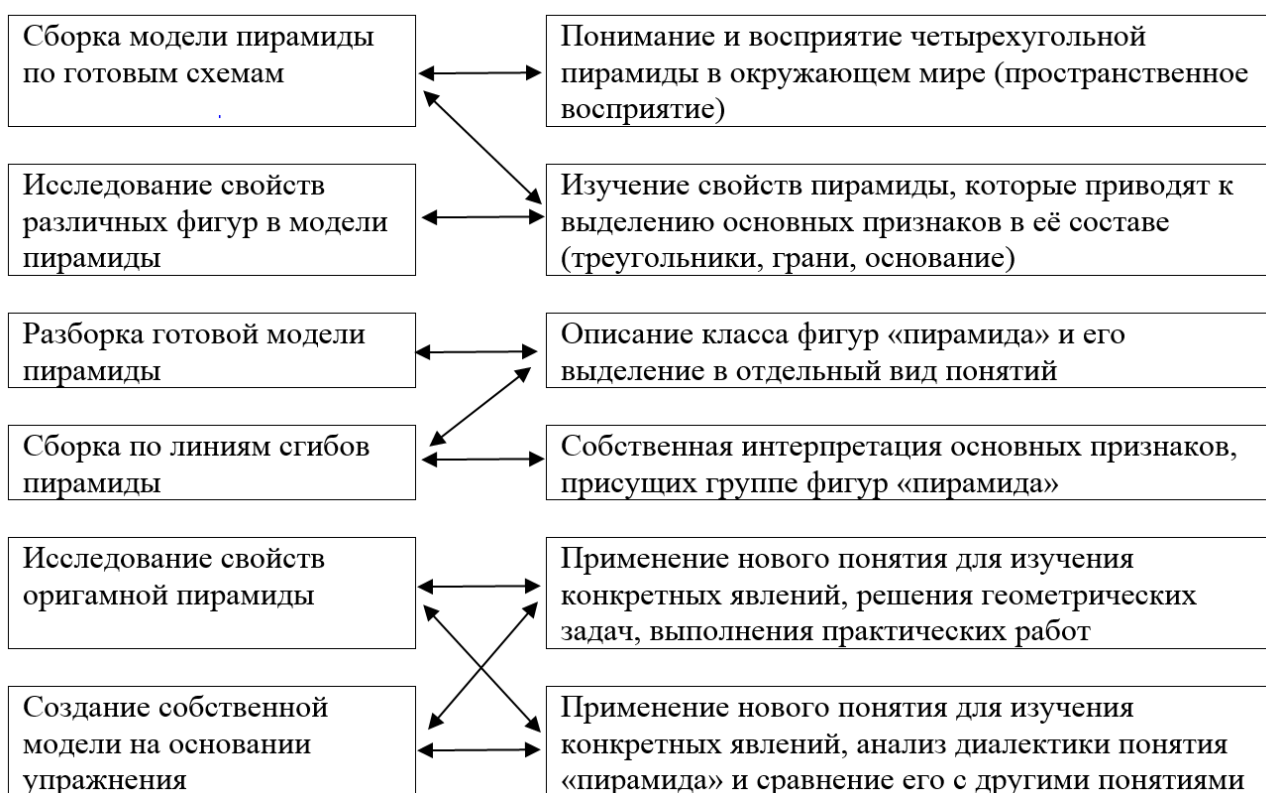 Сборка модели пирамиды
по готовым схемам
Понимание и восприятие четырехугольной
пирамиды в окружающем мире (пространственное
восприятие)
Исследование свойств
различных фигур в модели
пирамиды
Изучение свойств пирамиды, которые приводят к
выделению основных признаков в её составе
(треугольники, грани, основание)
Разборка готовой модели
пирамиды
Описание класса фигур «пирамида» и его
выделение в отдельный вид понятий
Сборка по линиям сгибов
пирамиды
Собственная интерпретация основных признаков,
присущих группе фигур «пирамида»
Исследование свойств
оригамной пирамиды
Применение нового понятия для изучения
конкретных явлений, решения геометрических
задач, выполнения практических работ
Создание собственной
модели на основании
упражнения
Применение нового понятия для изучения
конкретных явлений, анализ диалектики понятия
«пирамида» и сравнение его с другими понятиями